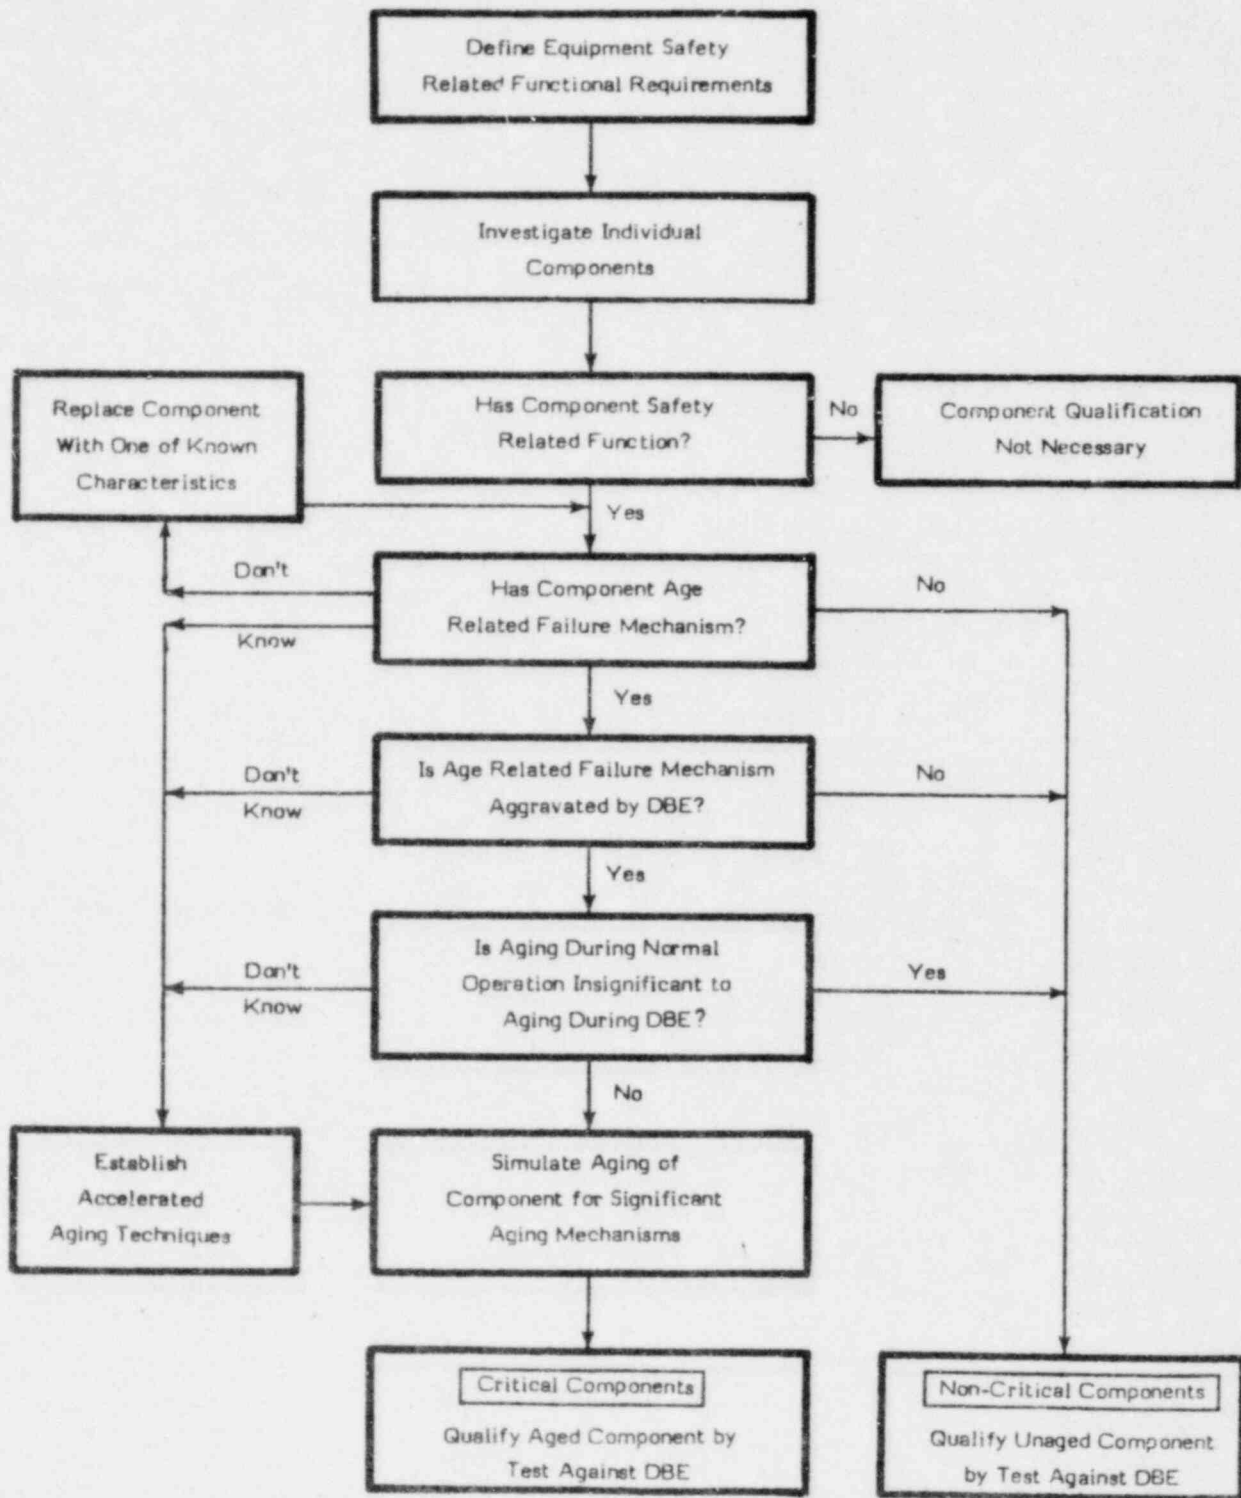 Define Equipment Safety
Related Functional Requirements
Investigate Individual
Components
Replace Component
With One of Known
Characteristics
Has Component Safety
Related Function?
No
Component Qualification
Not Necessary
Yes
Don't
Know
Has Component Age
Related Failure Mechanism?
No
Yes
Don't
Know
Is Age Related Failure Mechanism
Aggravated by DBE?
No
Yes
Don't
Know
Is Aging During Normal
Operation Insignificant to
Aging During DBE?
Yes
No
Establish
Accelerated
Aging Techniques
Simulate Aging of
Component for Significant
Aging Mechanisms
Critical Components
Qualify Aged Component by
Test Against DBE
Non-Critical Components
Qualify Unaged Component
by Test Against DBE